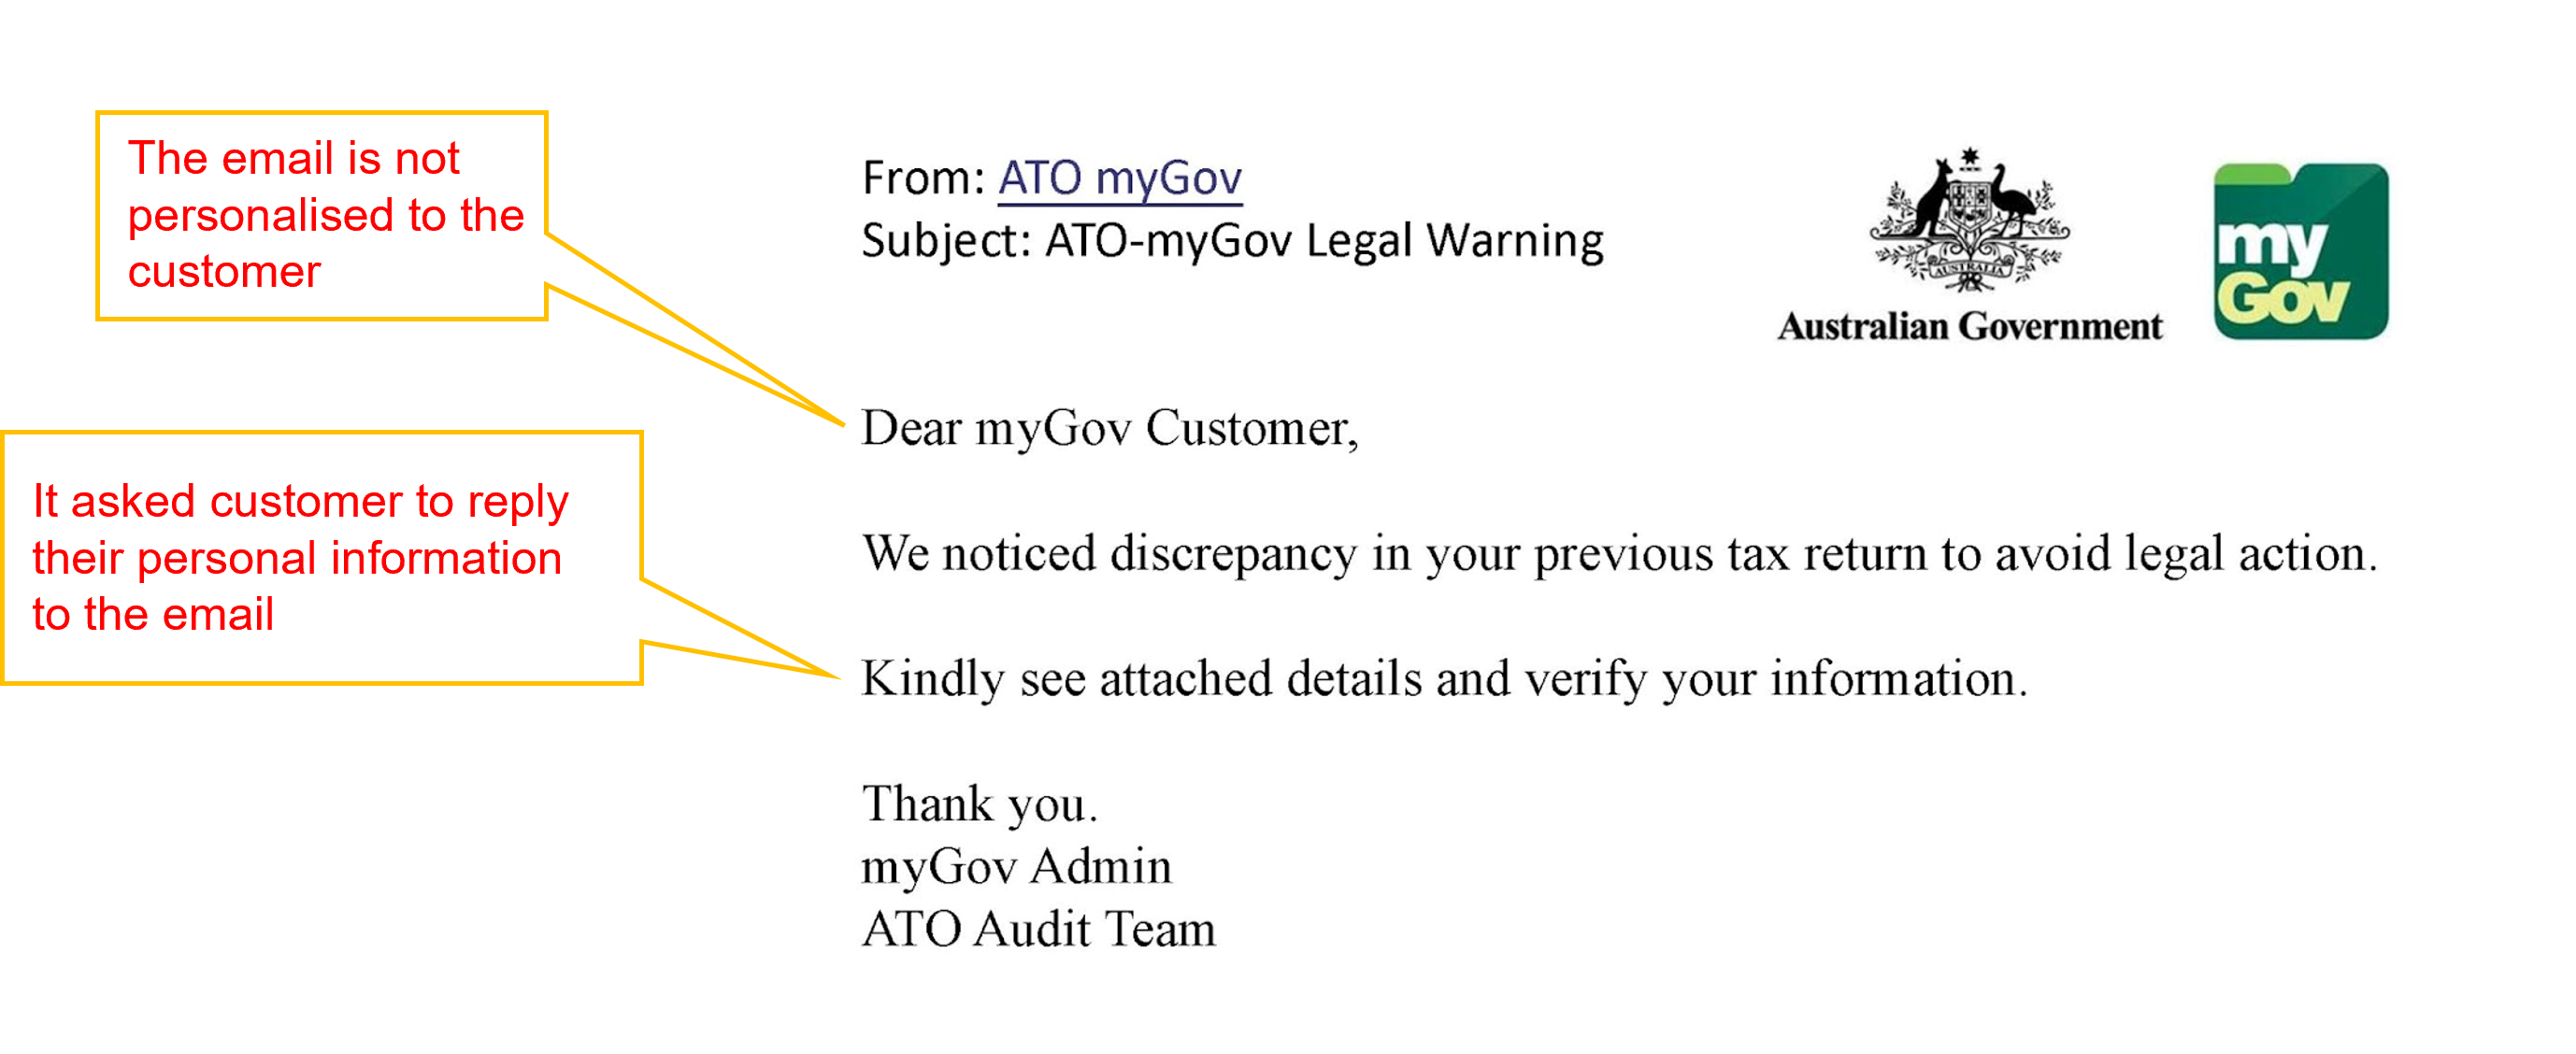 The email is not
personalised to the
customer
From: ATO myGov
Subject: ATO-myGov Legal Warning
AUSTRALIA
Australian Government
my
Gov
Dear myGov Customer,
It asked customer to reply
their personal information
to the email
We noticed discrepancy in your previous tax return to avoid legal action.
Kindly see attached details and verify your information.
Thank you.
myGov Admin
ATO Audit Team